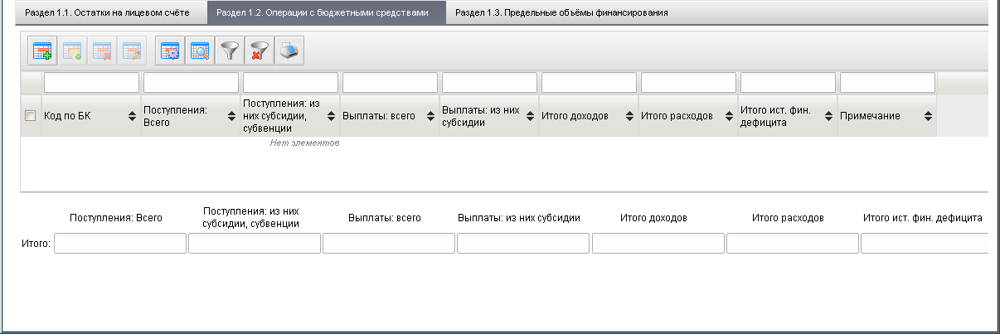 Раздел 1.1. Остатки на лицевом счёте
Раздел 1.2. Операции с бюджетными средствами
Раздел 1.3. Предельные объёмы финансирования
Код по БК
Поступления:
Всего
Поступления: из
них субсидии,
субвенции
Выплаты: всего
Выплаты: из них
субсидии
Итого доходов
Итого расходов
Итого ист. фин.
дефицита
Примечание
Нет элементов
Поступления: Всего
Поступления: из них
субсидии, субвенции
Выплаты: всего
Выплаты: из них субсидии
Итого доходов
Итого расходов
Итого ист. фин. дефицита
Итого: